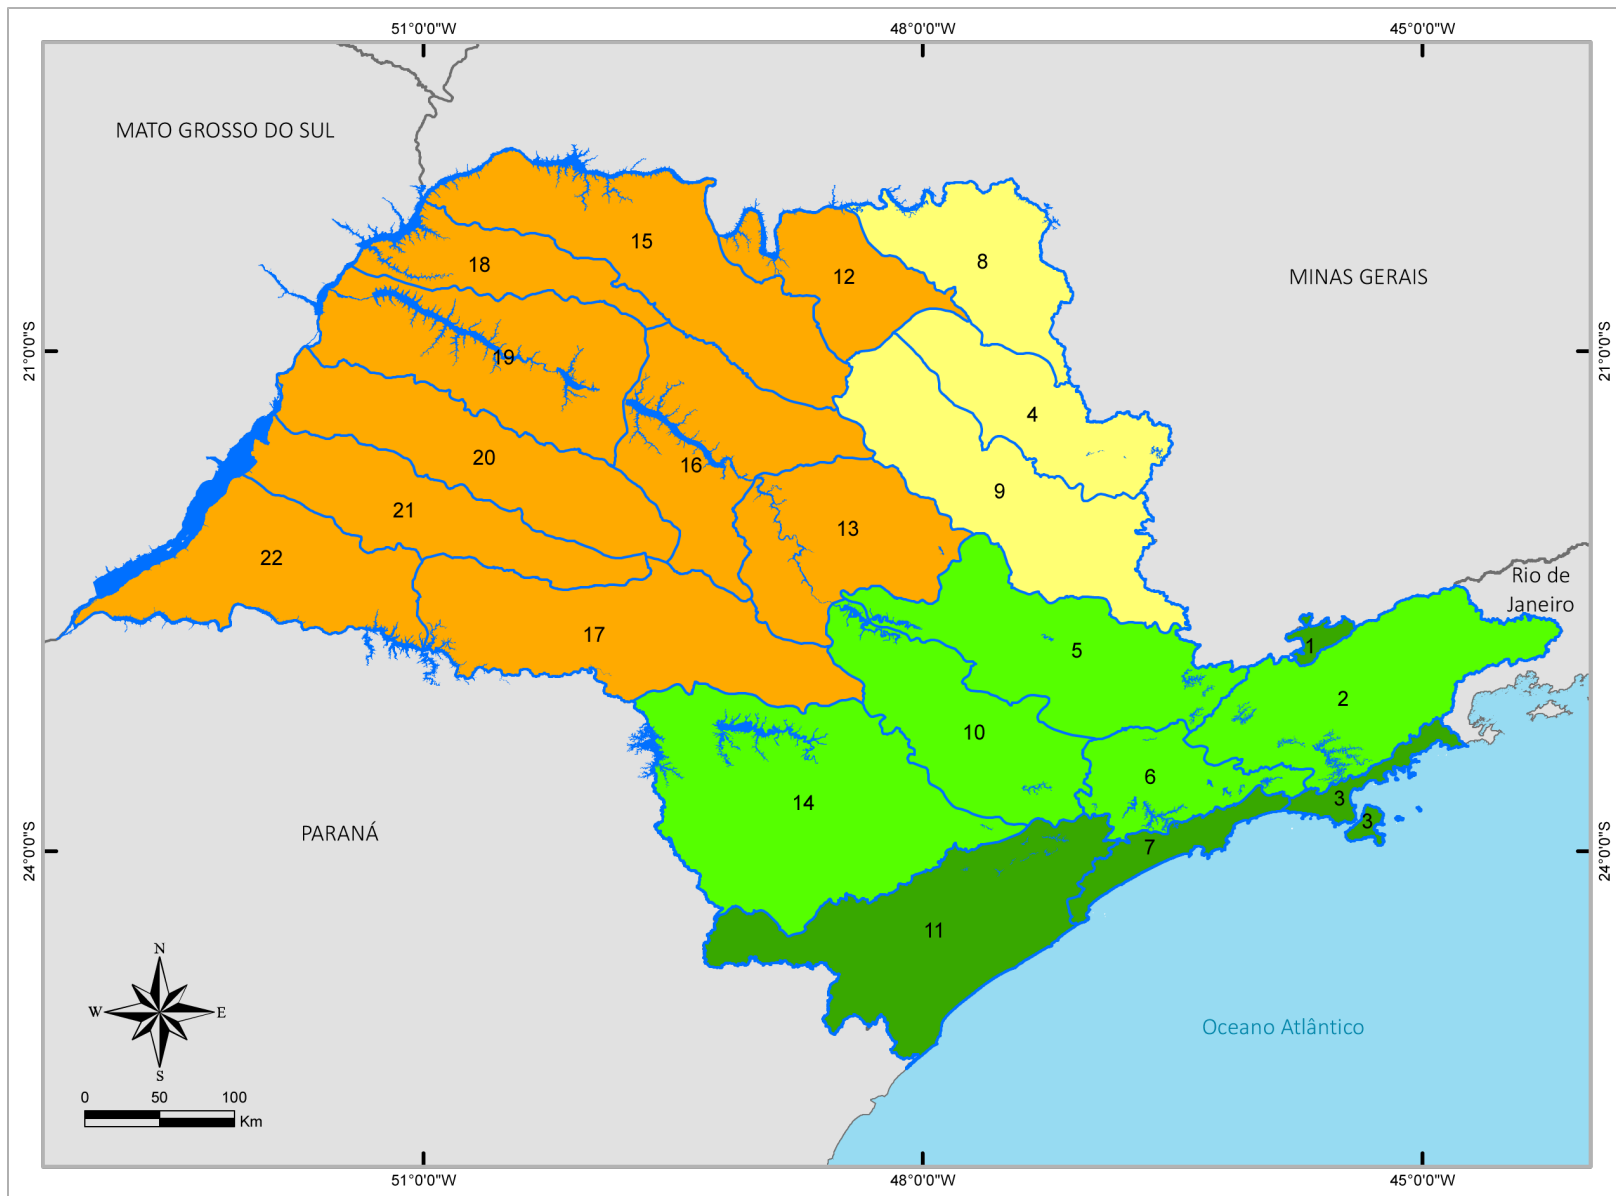 51°0'0"W
48°0'0"W
45°0'0"W
MATO GROSSO DO SUL
MINAS GERAIS
15
18
8
12
21°0'0"S
21°0'0"S
19
4
20
16
9
21
13
22
Rio de
Janeiro
17
1
5
2
10
6
3
14
3
PARANÁ
7
24°0'0"S
24°0'0"S
11
N
W
E
S
Oceano Atlântico
0 50 100
Km
51°0'0"W
48°0'0"W
45°0'0"W